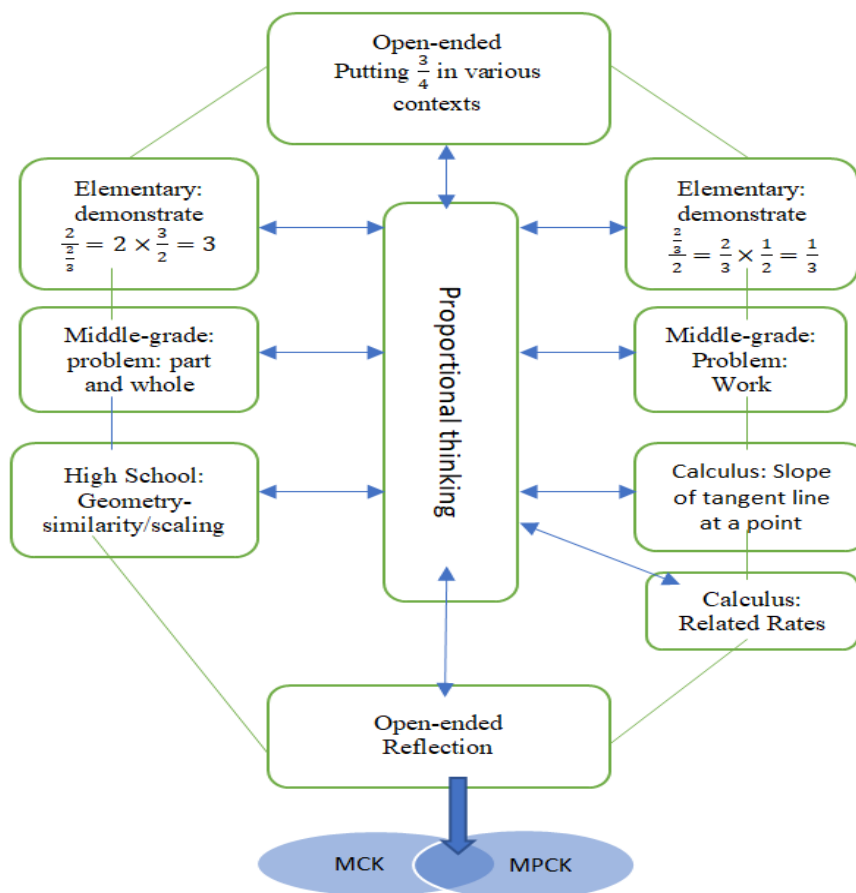 Open-ended
Putting 3/4 in various
contexts
Elementary:
demonstrate
2/(2/3) = 2 × 3/2 = 3
Elementary:
demonstrate
(2/3)/2 = 2/3 × 1/2 = 1/3
Proportional thinking
Middle-grade:
problem: part
and whole
Middle-grade:
Problem:
Work
High School:
Geometry-
similarity/scaling
Calculus: Slope
of tangent line
at a point
Calculus:
Related Rates
Open-ended
Reflection
MCK
MPCK